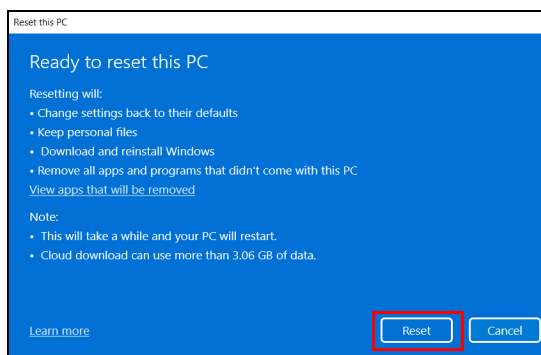 Reset this PC
Ready to reset this PC
Resetting will:
• Change settings back to their defaults
• Keep personal files
• Download and reinstall Windows
• Remove all apps and programs that didn't come with this PC
View apps that will be removed
Note:
• This will take a while and your PC will restart.
• Cloud download can use more than 3.06 GB of data.
Learn more
Reset
Cancel